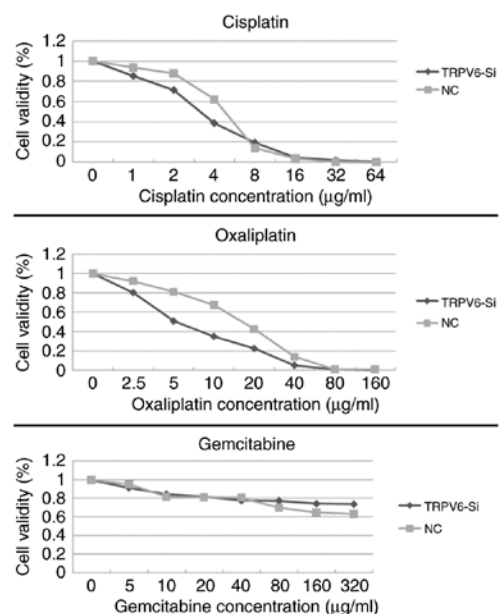 Cisplatin
Cell validity (%)
1.2
1
0.8
0.6
0.4
0.2
0
0 1 2 4 8 16 32 64
Cisplatin concentration (µg/ml)
TRPV6-Si
NC
Oxaliplatin
Cell validity (%)
1.2
1
0.8
0.6
0.4
0.2
0
0 2.5 5 10 20 40 80 160
Oxaliplatin concentration (µg/ml)
TRPV6-Si
NC
Gemcitabine
Cell validity (%)
1.2
1
0.8
0.6
0.4
0.2
0
0 5 10 20 40 80 160 320
Gemcitabine concentration (µg/ml)
TRPV6-Si
NC